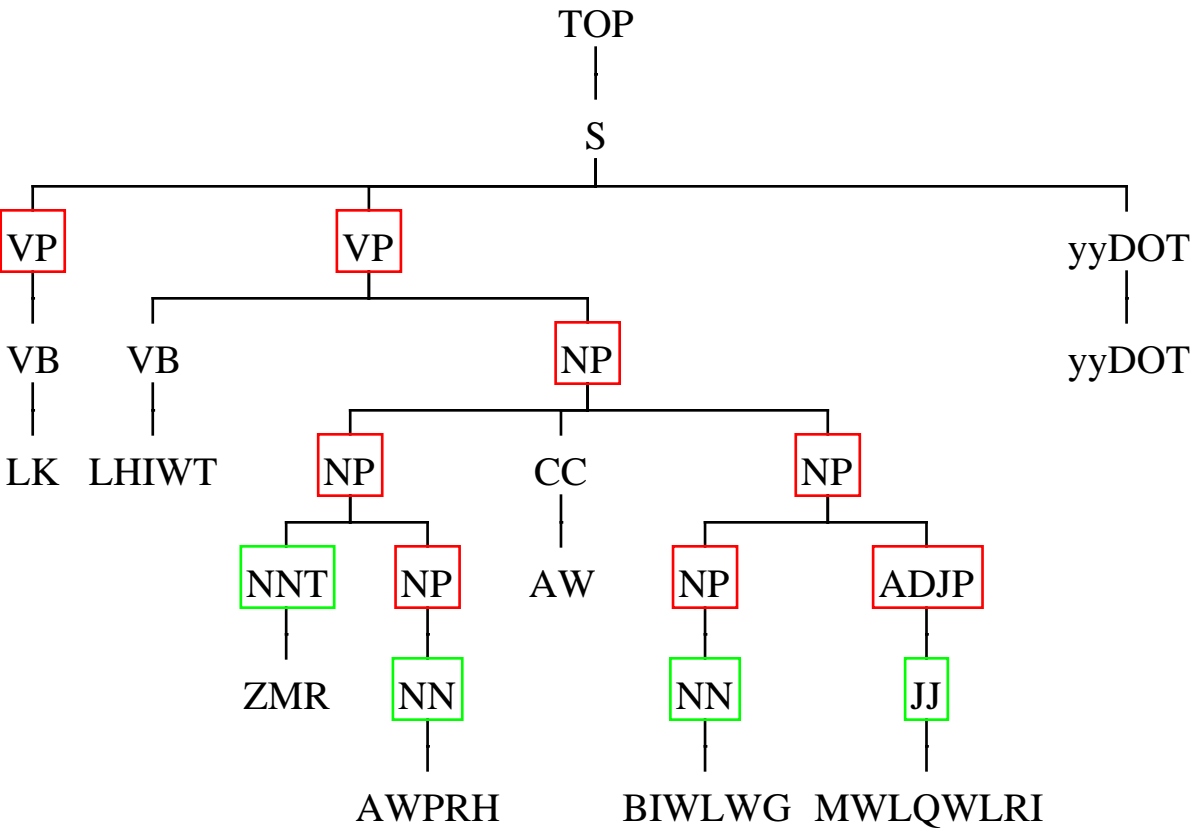 TOP
S
VP VP yyDOT
VB VB NP yyDOT
LK LHIWT NP CC NP
NNT NP AW NP ADJP
ZMR NN NN JJ
AWPRH BIWLWG MWLQWLRI